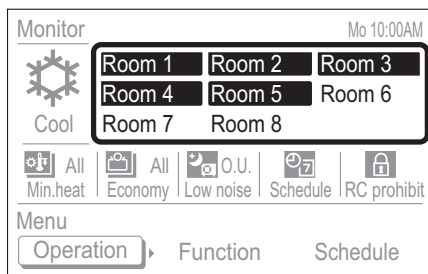 Monitor Mo 10:00AM
Room 1 Room 2 Room 3
Room 4 Room 5 Room 6
Cool Room 7 Room 8
All All O.U. 7
Min.heat Economy Low noise Schedule RC prohibit
Menu
Operation Function Schedule